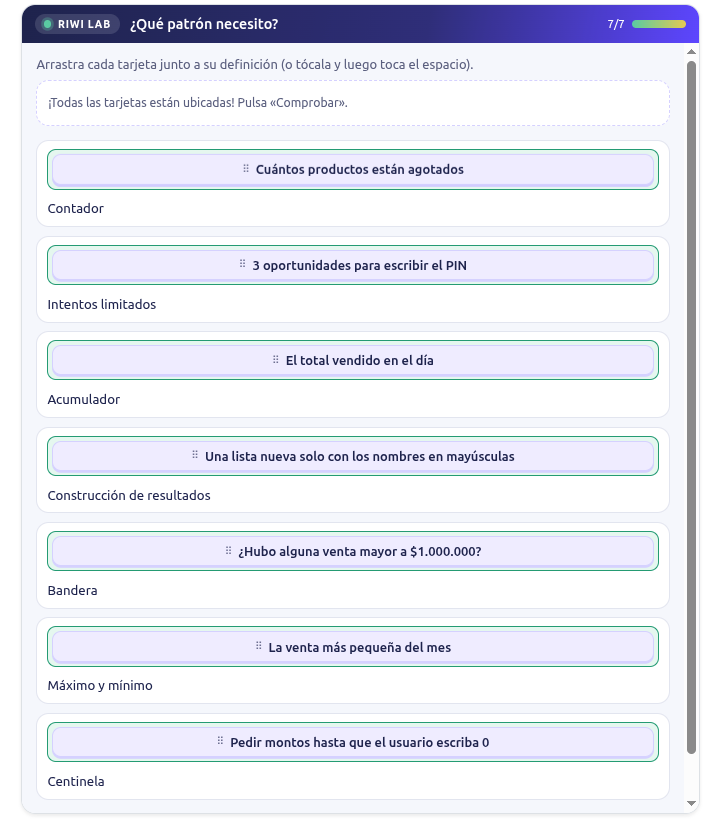 RIWI LAB
¿Qué patrón necesito?
7/7
Arrastra cada tarjeta junto a su definición (o tócala y luego toca el espacio).
¡Todas las tarjetas están ubicadas! Pulsa «Comprobar».
Cuántos productos están agotados
Contador
3 oportunidades para escribir el PIN
Intentos limitados
El total vendido en el día
Acumulador
Una lista nueva solo con los nombres en mayúsculas
Construcción de resultados
¿Hubo alguna venta mayor a $1.000.000?
Bandera
La venta más pequeña del mes
Máximo y mínimo
Pedir montos hasta que el usuario escriba 0
Centinela